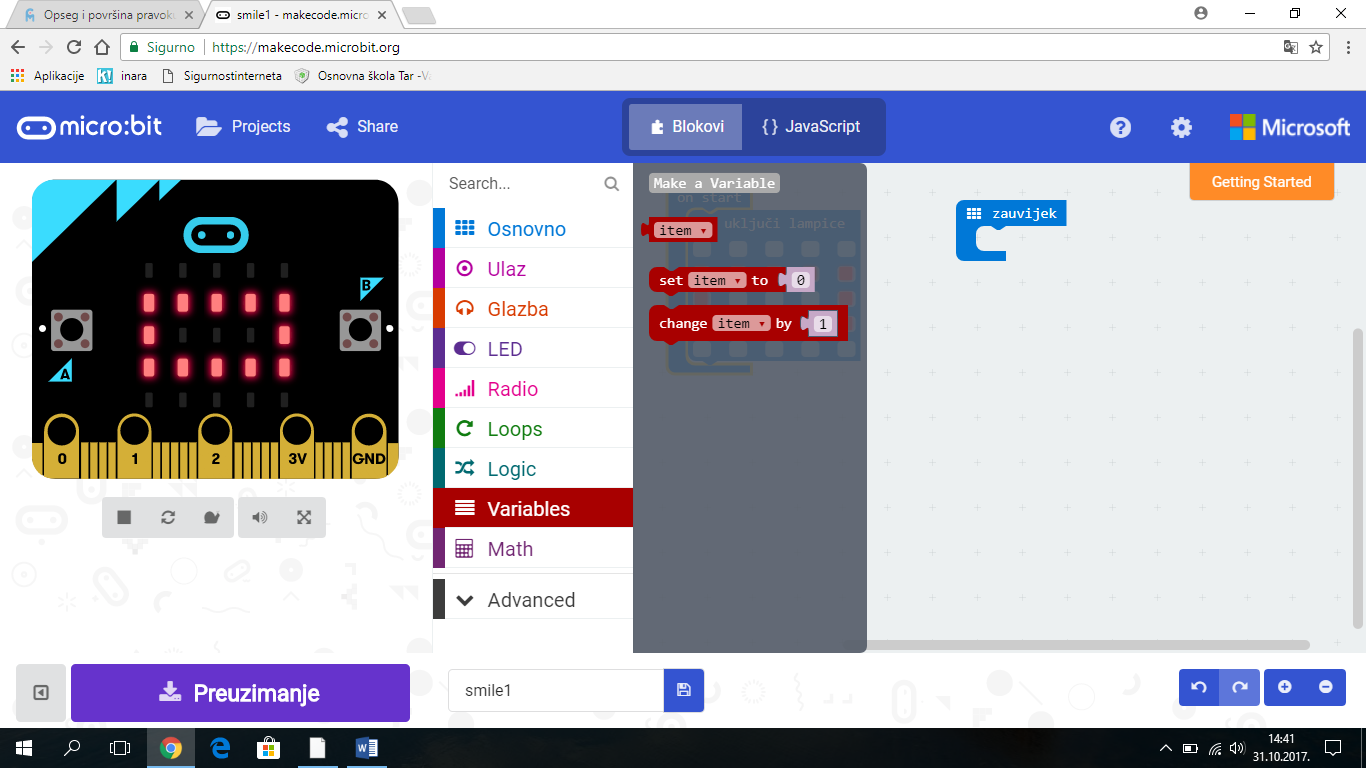 Opseg i površina pravoku
smile1 - makecode.micro
Sigurno
https://makecode.microbit.org
Aplikacije
inara
Sigurnostinterneta
Osnovna škola Tar -Va
micro:bit
Projects
Share
Blokovi
{} JavaScript
Microsoft
Search...
Osnovno
Ulaz
Glazba
LED
Radio
Loops
Logic
Variables
Math
Advanced
Make a Variable
on start
uključi lampice
item
set item to 0
change item by 1
zauvijek
Getting Started
B
A
0 1 2 3V GND
Preuzimanje
smile1
14:41
31.10.2017.